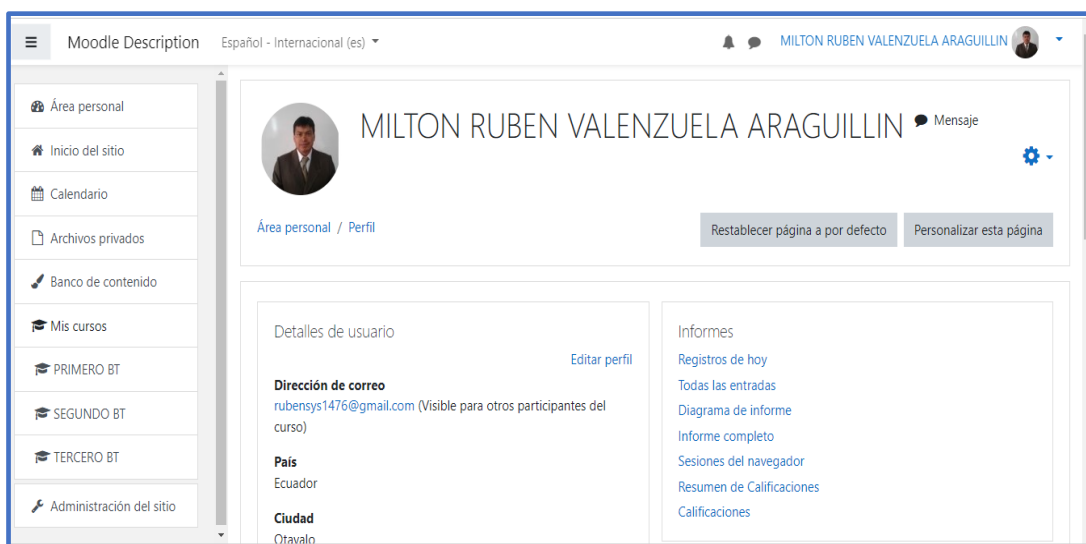 Moodle Description
Español - Internacional (es)
MILTON RUBEN VALENZUELA ARAGUILLIN
Área personal
Inicio del sitio
Calendario
Archivos privados
Banco de contenido
Mis cursos
PRIMERO BT
SEGUNDO BT
TERCERO BT
Administración del sitio
MILTON RUBEN VALENZUELA ARAGUILLIN
Mensaje
Área personal / Perfil
Restablecer página a por defecto
Personalizar esta página
Detalles de usuario
Editar perfil
Dirección de correo
rubensys1476@gmail.com (Visible para otros participantes del
curso)
País
Ecuador
Ciudad
Otavalo
Informes
Registros de hoy
Todas las entradas
Diagrama de informe
Informe completo
Sesiones del navegador
Resumen de Calificaciones
Calificaciones